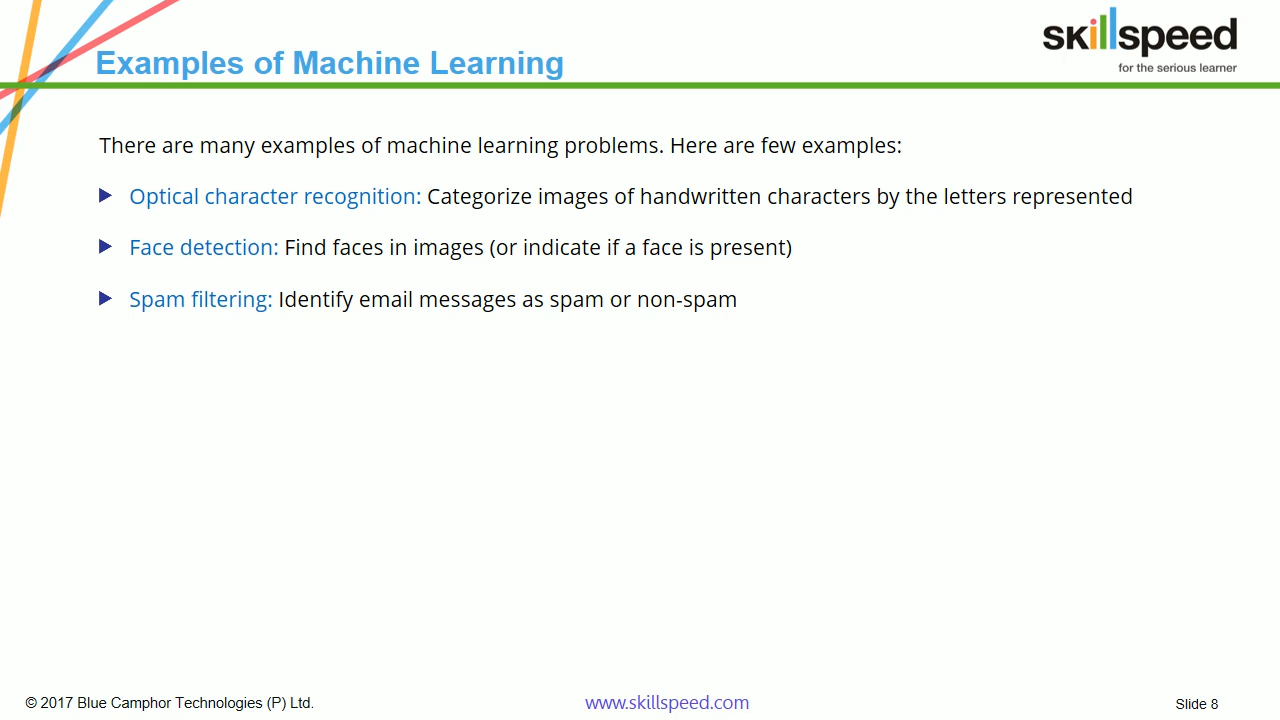 Examples of Machine Learning
skillspeed
for the serious learner
There are many examples of machine learning problems. Here are few examples:
Optical character recognition: Categorize images of handwritten characters by the letters represented
Face detection: Find faces in images (or indicate if a face is present)
Spam filtering: Identify email messages as spam or non-spam
© 2017 Blue Camphor Technologies (P) Ltd.
www.skillspeed.com
Slide 8